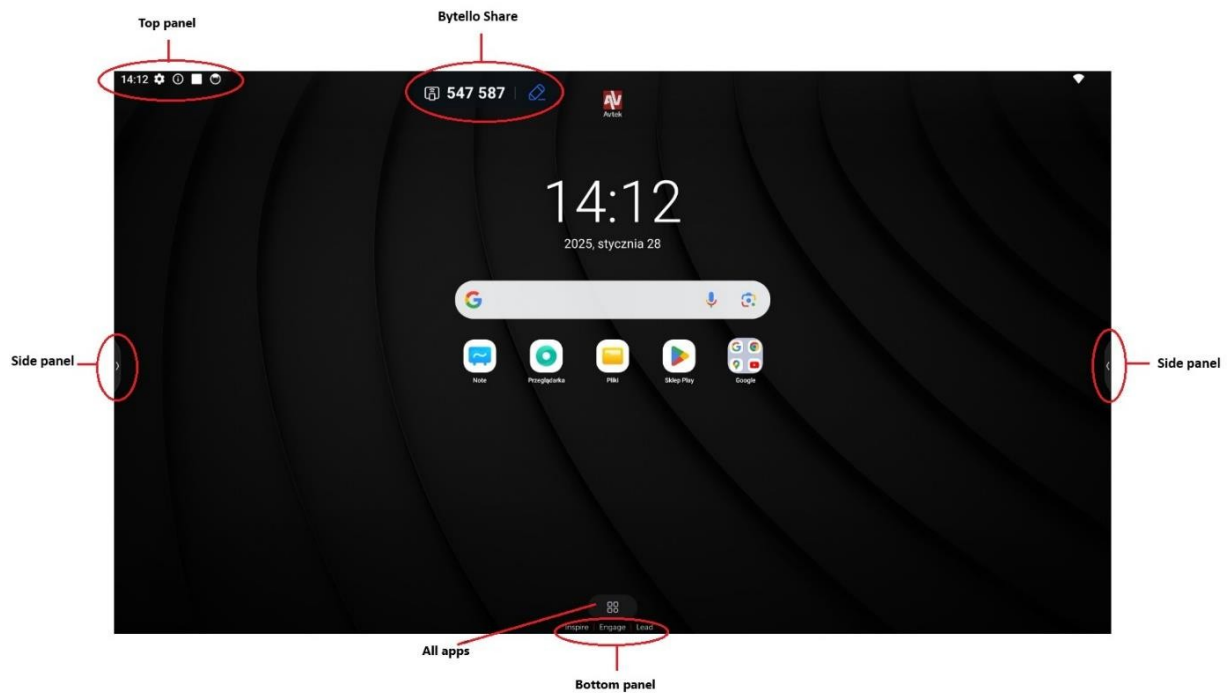 Bytello Share
Top panel
14:12
547 587
Avtek
14:12
2025, stycznia 28
Side panel
Side panel
Note
Przeglądarka
Pliki
Sklep Play
Google
Inspire | Engage | Lead
All apps
Bottom panel